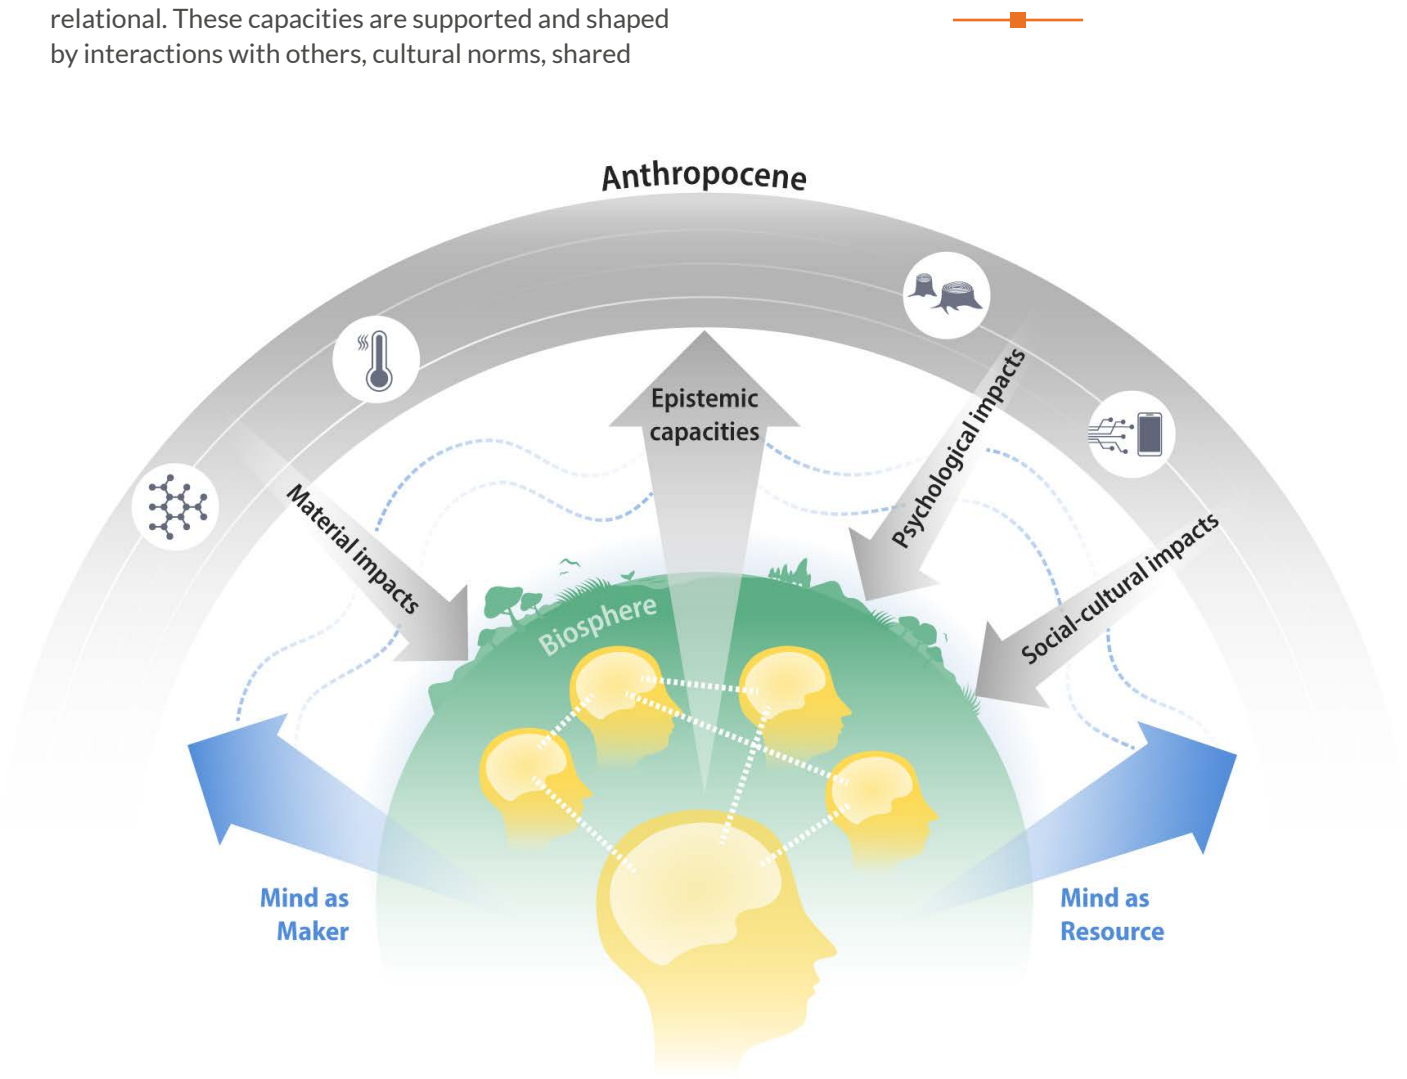 relational. These capacities are supported and shaped
by interactions with others, cultural norms, shared
Anthropocene
Epistemic
capacities
Psychological impacts
Material impacts
Social-cultural impacts
Biosphere
Mind as
Maker
Mind as
Resource